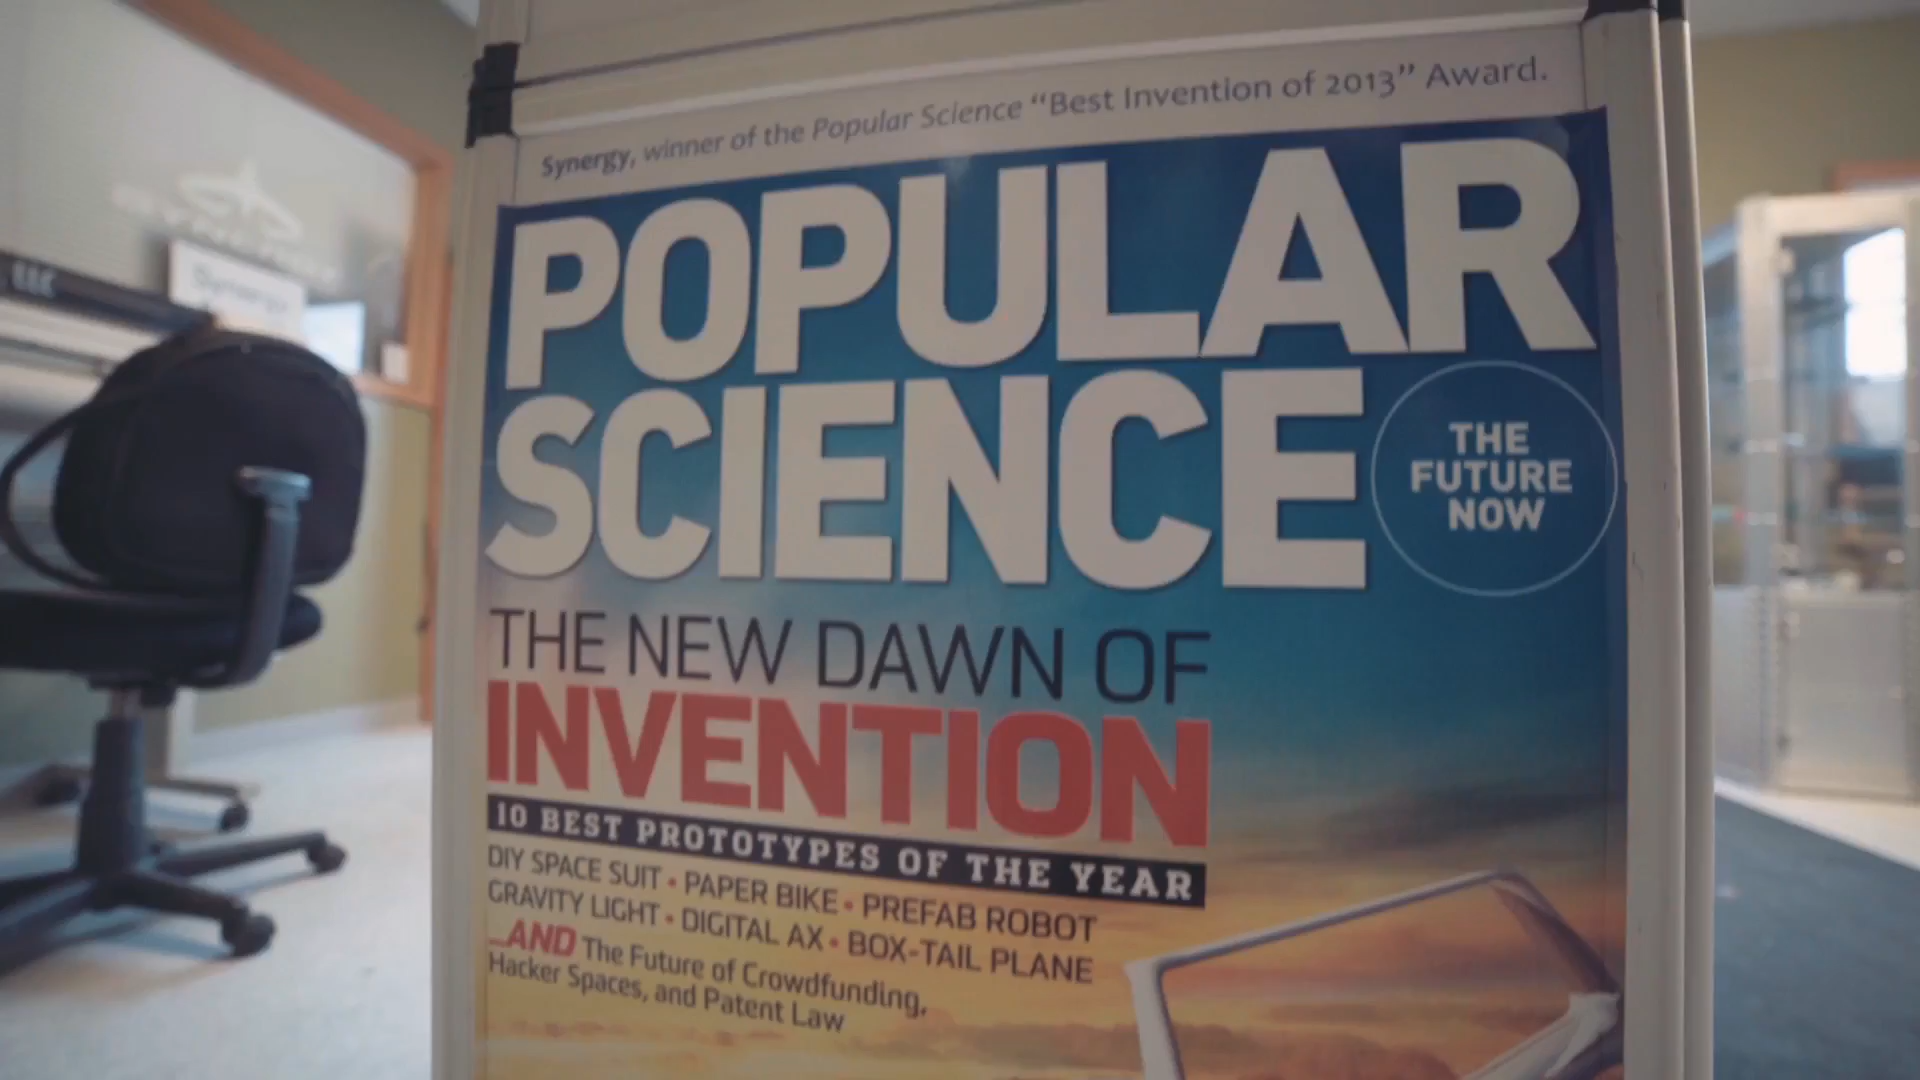 Synergy, winner of the Popular Science “Best Invention of 2013” Award.
POPULAR
SCIENCE
THE
FUTURE
NOW
THE NEW DAWN OF
INVENTION
10 BEST PROTOTYPES OF THE YEAR
DIY SPACE SUIT • PAPER BIKE • PREFAB ROBOT
GRAVITY LIGHT • DIGITAL AX • BOX-TAIL PLANE
...AND The Future of Crowdfunding,
Hacker Spaces, and Patent Law
LLC
Synergy